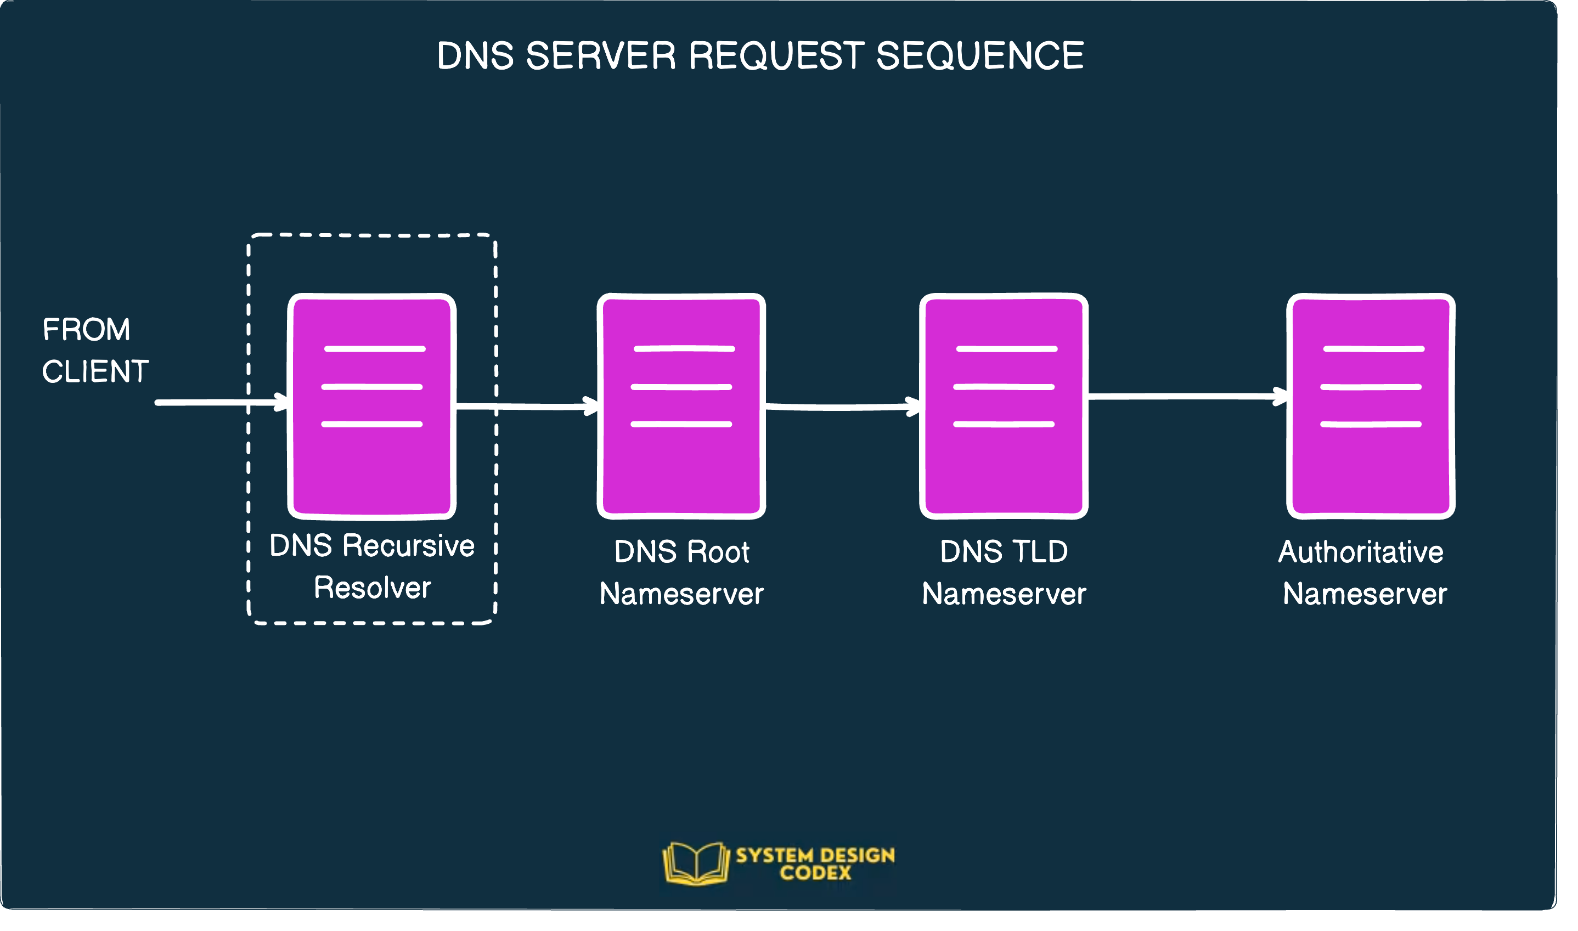 DNS SERVER REQUEST SEQUENCE
FROM
CLIENT
DNS Recursive
Resolver
DNS Root
Nameserver
DNS TLD
Nameserver
Authoritative
Nameserver
SYSTEM DESIGN
CODEX